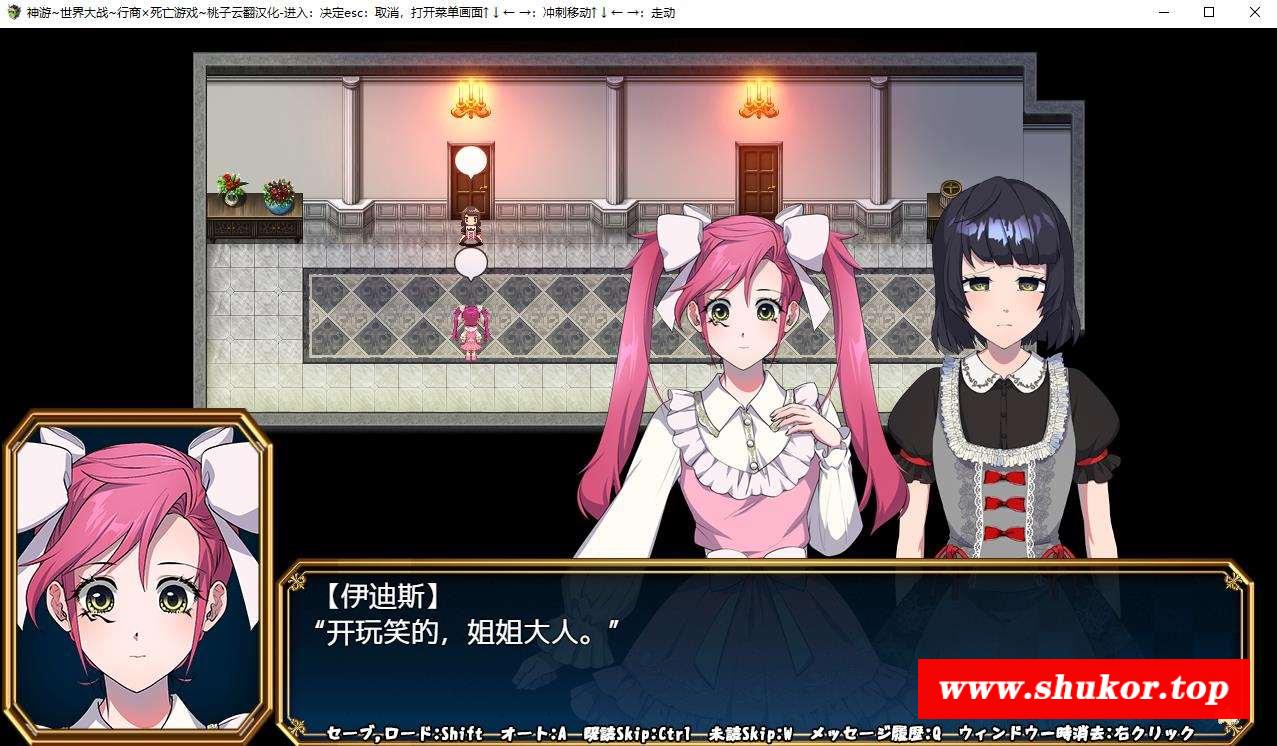 神游~世界大战~行商×死亡游戏~桃子云翻汉化-进入：决定esc：取消，打开菜单画面↑↓←→：冲刺移动↑↓←→：走动
【伊迪斯】
“开玩笑的，姐姐大人。”
www.shukor.top
セーブ,ロード:Shift オート:A 既読Skip:Ctrl 未読Skip:W メッセージ履歴:Q ウィンドウ一時消去:右クリック